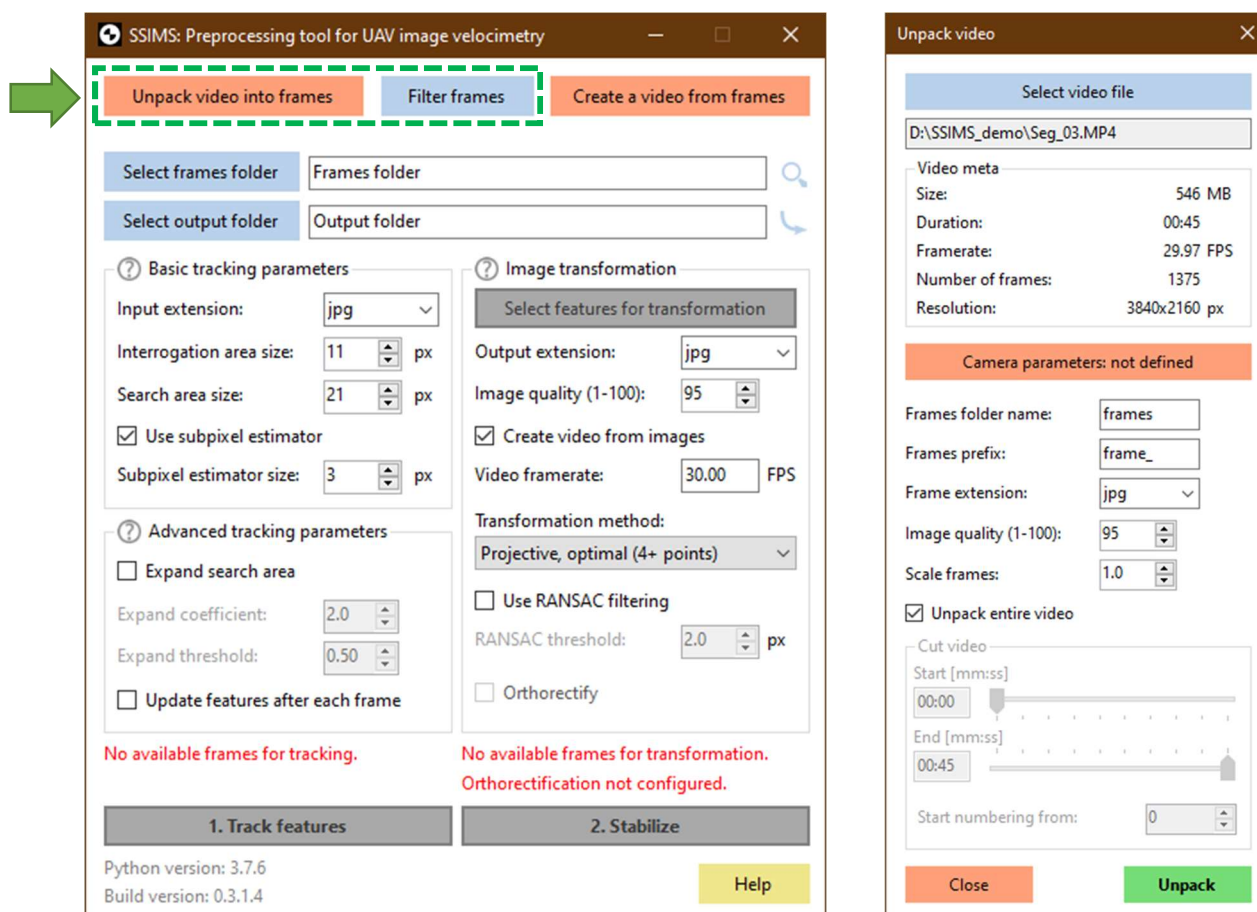 SSIMS: Preprocessing tool for UAV image velocimetry
Unpack video into frames
Filter frames
Create a video from frames
Select frames folder
Frames folder
Select output folder
Output folder
Basic tracking parameters
Input extension:
jpg
Interrogation area size:
11
px
Search area size:
21
px
Use subpixel estimator
Subpixel estimator size:
3
px
Advanced tracking parameters
Expand search area
Expand coefficient:
2.0
Expand threshold:
0.50
Update features after each frame
No available frames for tracking.
1. Track features
Python version: 3.7.6
Build version: 0.3.1.4
Image transformation
Select features for transformation
Output extension:
jpg
Image quality (1-100):
95
Create video from images
Video framerate:
30.00
FPS
Transformation method:
Projective, optimal (4+ points)
Use RANSAC filtering
RANSAC threshold:
2.0
px
Orthorectify
No available frames for transformation.
Orthorectification not configured.
2. Stabilize
Help
Unpack video
Select video file
D:\SSIMS_demo\Seg_03.MP4
Video meta
Size:
546 MB
Duration:
00:45
Framerate:
29.97 FPS
Number of frames:
1375
Resolution:
3840x2160 px
Camera parameters: not defined
Frames folder name:
frames
Frames prefix:
frame_
Frame extension:
jpg
Image quality (1-100):
95
Scale frames:
1.0
Unpack entire video
Cut video
Start [mm:ss]
00:00
End [mm:ss]
00:45
Start numbering from:
0
Close
Unpack